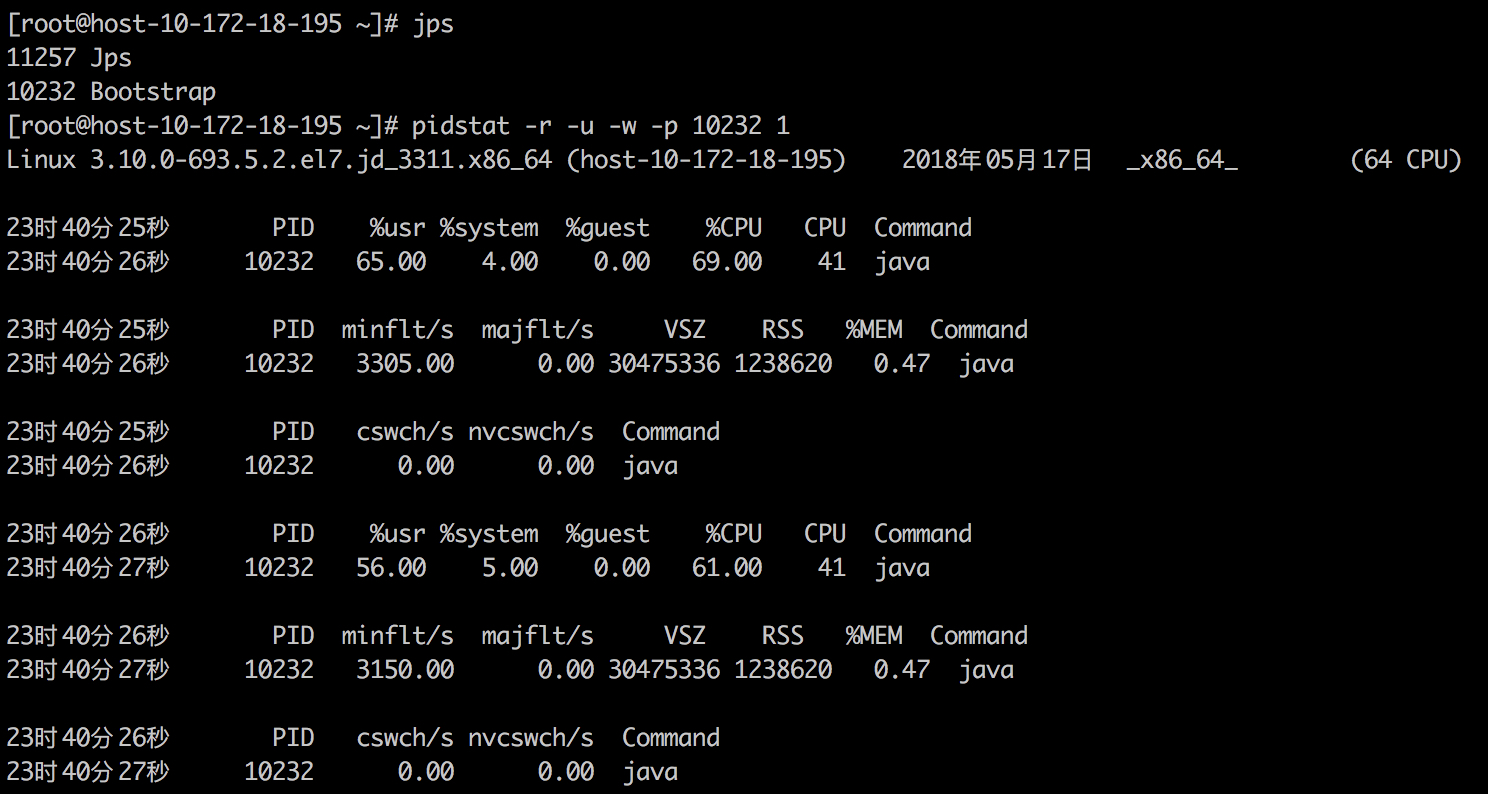 [root@host-10-172-18-195 ~]# jps
11257 Jps
10232 Bootstrap
[root@host-10-172-18-195 ~]# pidstat -r -u -w -p 10232 1
Linux 3.10.0-693.5.2.el7.jd_3311.x86_64 (host-10-172-18-195) 2018年05月17日 _x86_64_ (64 CPU)
23时40分25秒 PID %usr %system %guest %CPU CPU Command
23时40分26秒 10232 65.00 4.00 0.00 69.00 41 java
23时40分25秒 PID minflt/s majflt/s VSZ RSS %MEM Command
23时40分26秒 10232 3305.00 0.00 30475336 1238620 0.47 java
23时40分25秒 PID cswch/s nvcswch/s Command
23时40分26秒 10232 0.00 0.00 java
23时40分26秒 PID %usr %system %guest %CPU CPU Command
23时40分27秒 10232 56.00 5.00 0.00 61.00 41 java
23时40分26秒 PID minflt/s majflt/s VSZ RSS %MEM Command
23时40分27秒 10232 3150.00 0.00 30475336 1238620 0.47 java
23时40分26秒 PID cswch/s nvcswch/s Command
23时40分27秒 10232 0.00 0.00 java